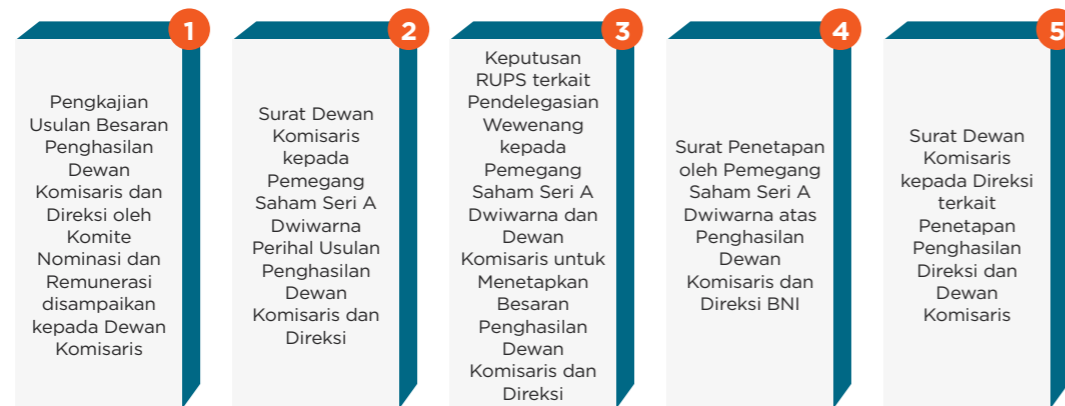 1
Pengkajian
Usulan Besaran
Penghasilan
Dewan
Komisaris dan
Direksi oleh
Komite
Nominasi dan
Remunerasi
disampaikan
kepada Dewan
Komisaris
2
Surat Dewan
Komisaris
kepada
Pemegang
Saham Seri A
Dwiwarna
Perihal Usulan
Penghasilan
Dewan
Komisaris dan
Direksi
3
Keputusan
RUPS terkait
Pendelegasian
Wewenang
kepada
Pemegang
Saham Seri A
Dwiwarna dan
Dewan
Komisaris untuk
Menetapkan
Besaran
Penghasilan
Dewan
Komisaris dan
Direksi
4
Surat Penetapan
oleh Pemegang
Saham Seri A
Dwiwarna atas
Penghasilan
Dewan
Komisaris dan
Direksi BNI
5
Surat Dewan
Komisaris
kepada Direksi
terkait
Penetapan
Penghasilan
Direksi dan
Dewan
Komisaris